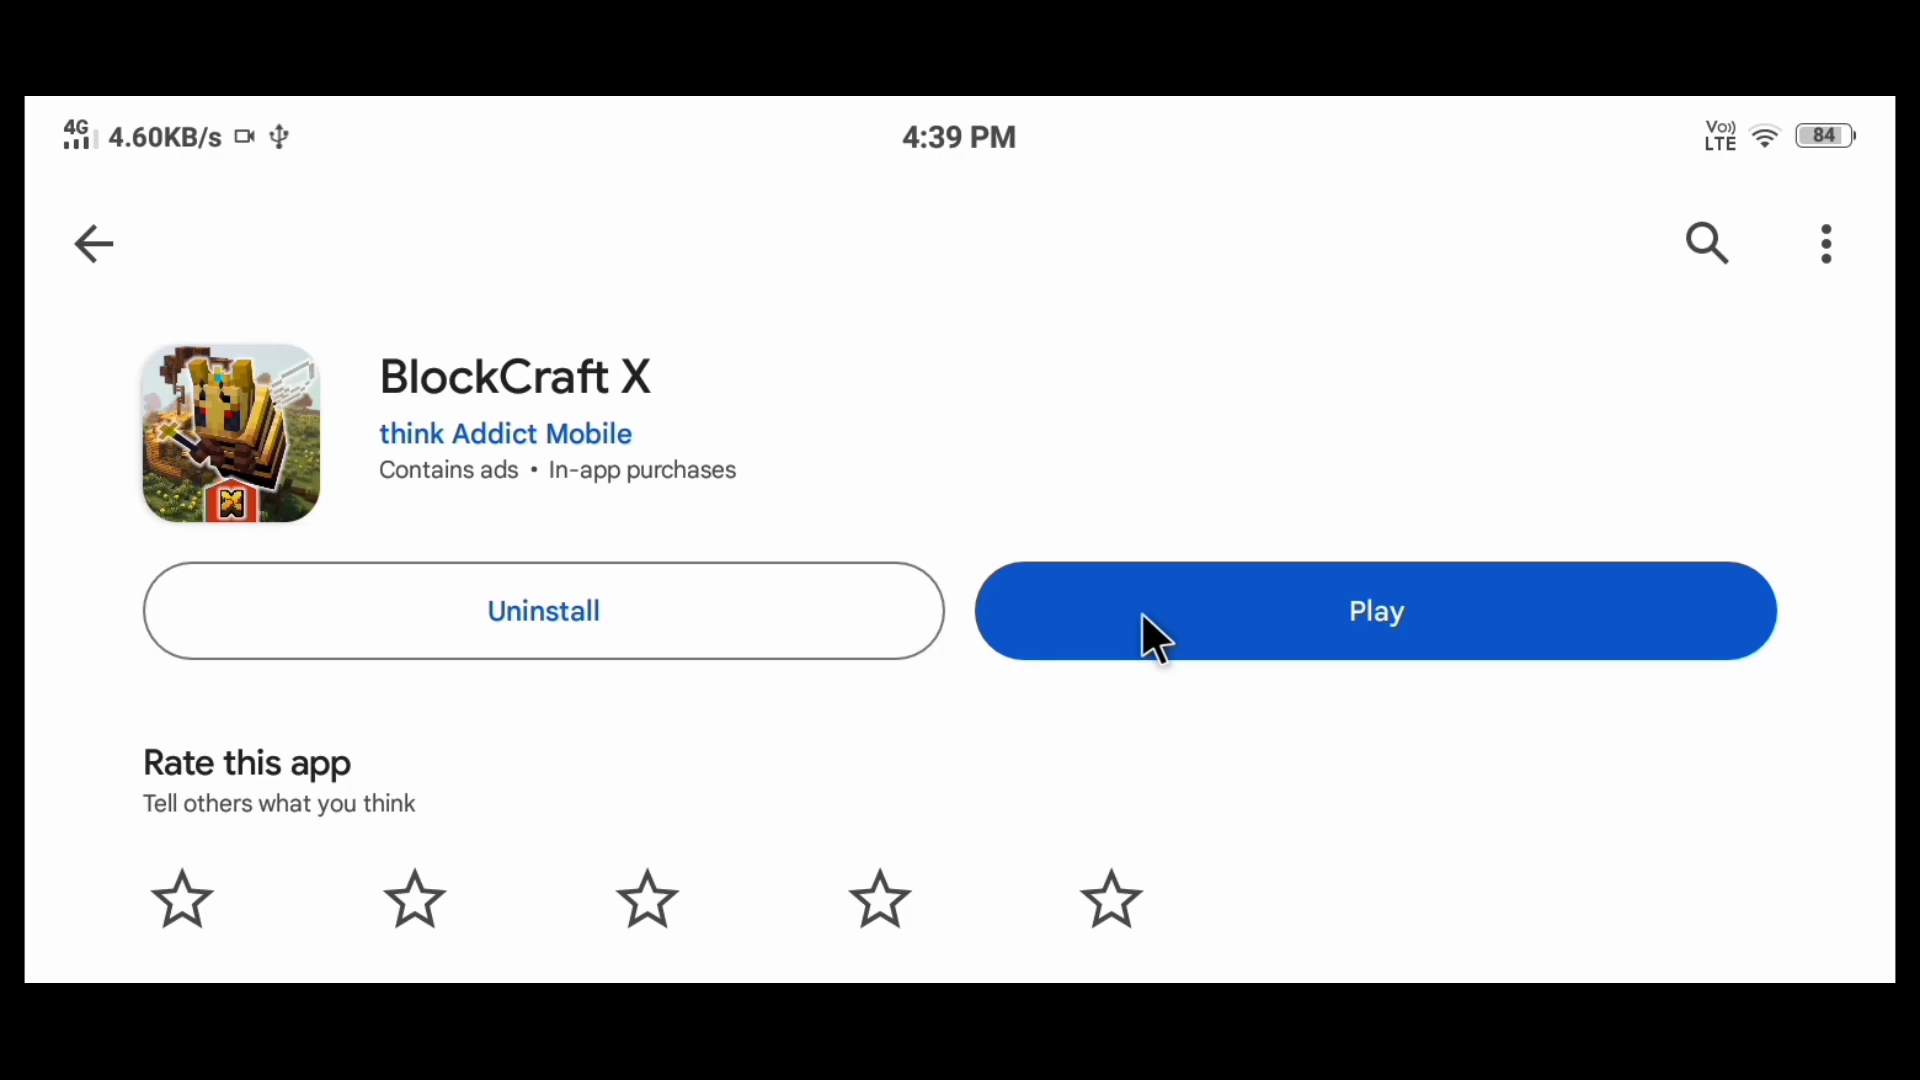 4G 4.60KB/s 4:39 PM Vo)) LTE 84
BlockCraft X
think Addict Mobile
Contains ads • In-app purchases
Uninstall Play
Rate this app
Tell others what you think